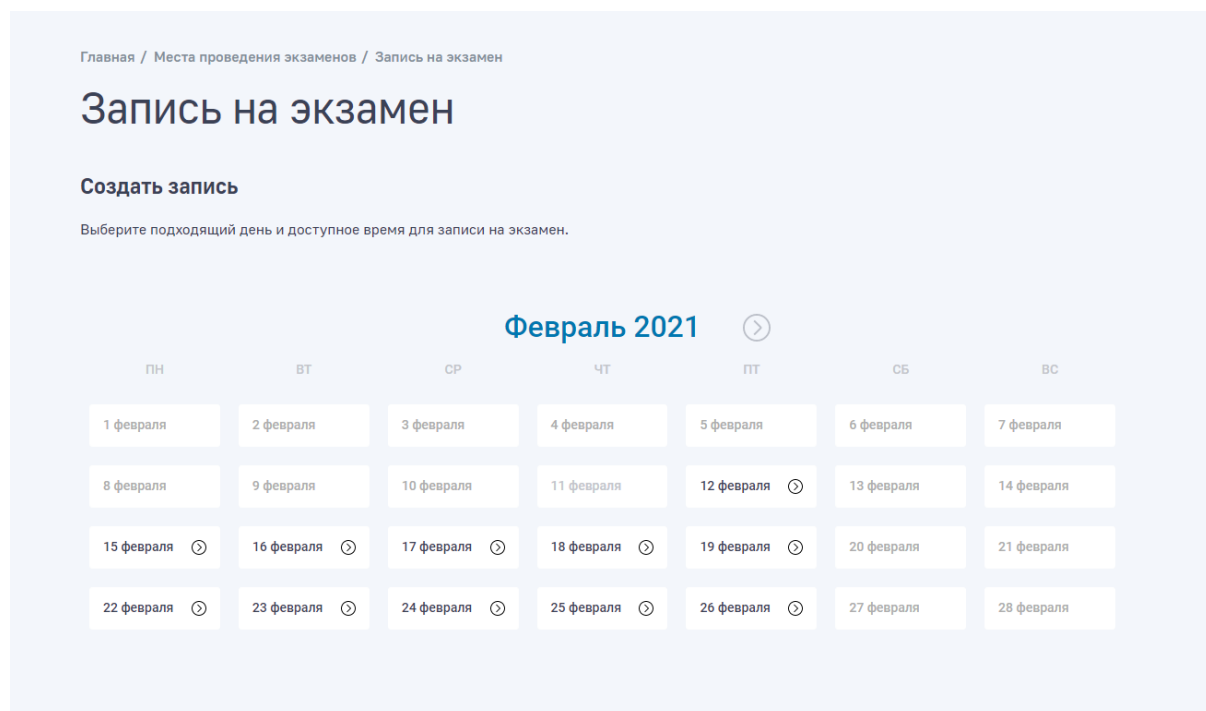 Главная / Места проведения экзаменов / Запись на экзамен
Запись на экзамен
Создать запись
Выберите подходящий день и доступное время для записи на экзамен.
Февраль 2021
ПН ВТ СР ЧТ ПТ СБ ВС
1 февраля 2 февраля 3 февраля 4 февраля 5 февраля 6 февраля 7 февраля
8 февраля 9 февраля 10 февраля 11 февраля 12 февраля 13 февраля 14 февраля
15 февраля 16 февраля 17 февраля 18 февраля 19 февраля 20 февраля 21 февраля
22 февраля 23 февраля 24 февраля 25 февраля 26 февраля 27 февраля 28 февраля